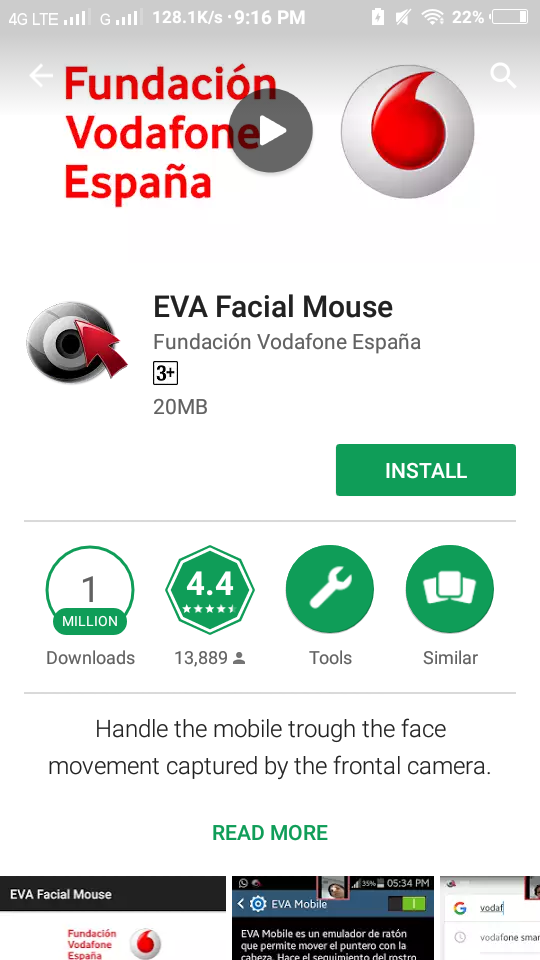 4G LTE G 128.1K/s · 9:16 PM 22%
Fundación
Vodafone
España
EVA Facial Mouse
Fundación Vodafone España
3+
20MB
INSTALL
1
MILLION
Downloads
4.4
13,889
Tools
Similar
Handle the mobile trough the face
movement captured by the frontal camera.
READ MORE
EVA Facial Mouse
Fundación
Vodafone
España
35% 05:34 PM
EVA Mobile
EVA Mobile es un emulador de ratón
que permite mover el puntero con la
cabeza. Hace el seguimiento del rostro
vodaf
vodafone smar